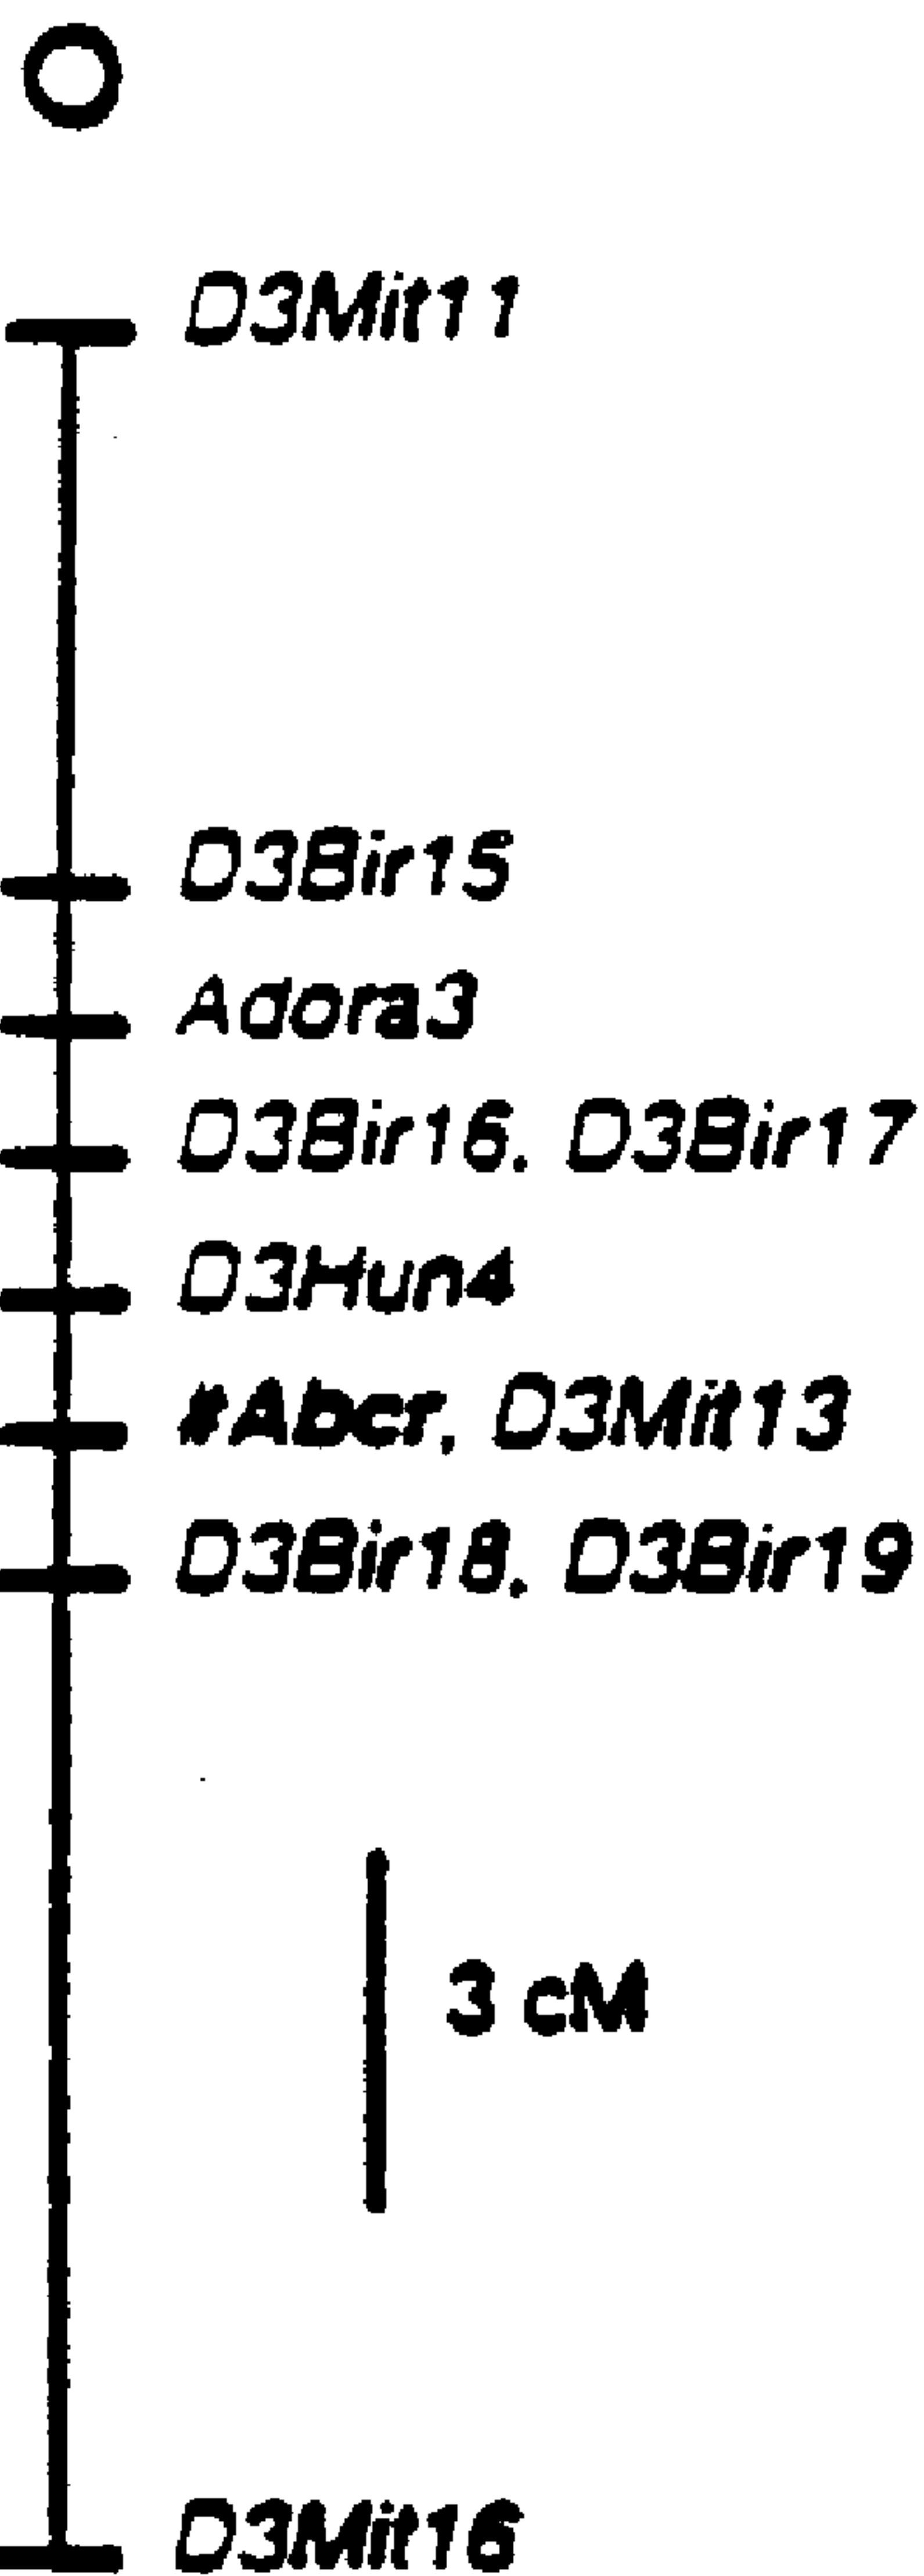 D3Mit11
D3Bir15
Adora3
D3Bir16, D3Bir17
D3Hun4
#Abcr, D3Mit13
D3Bir18, D3Bir19
3 cM
D3Mit16